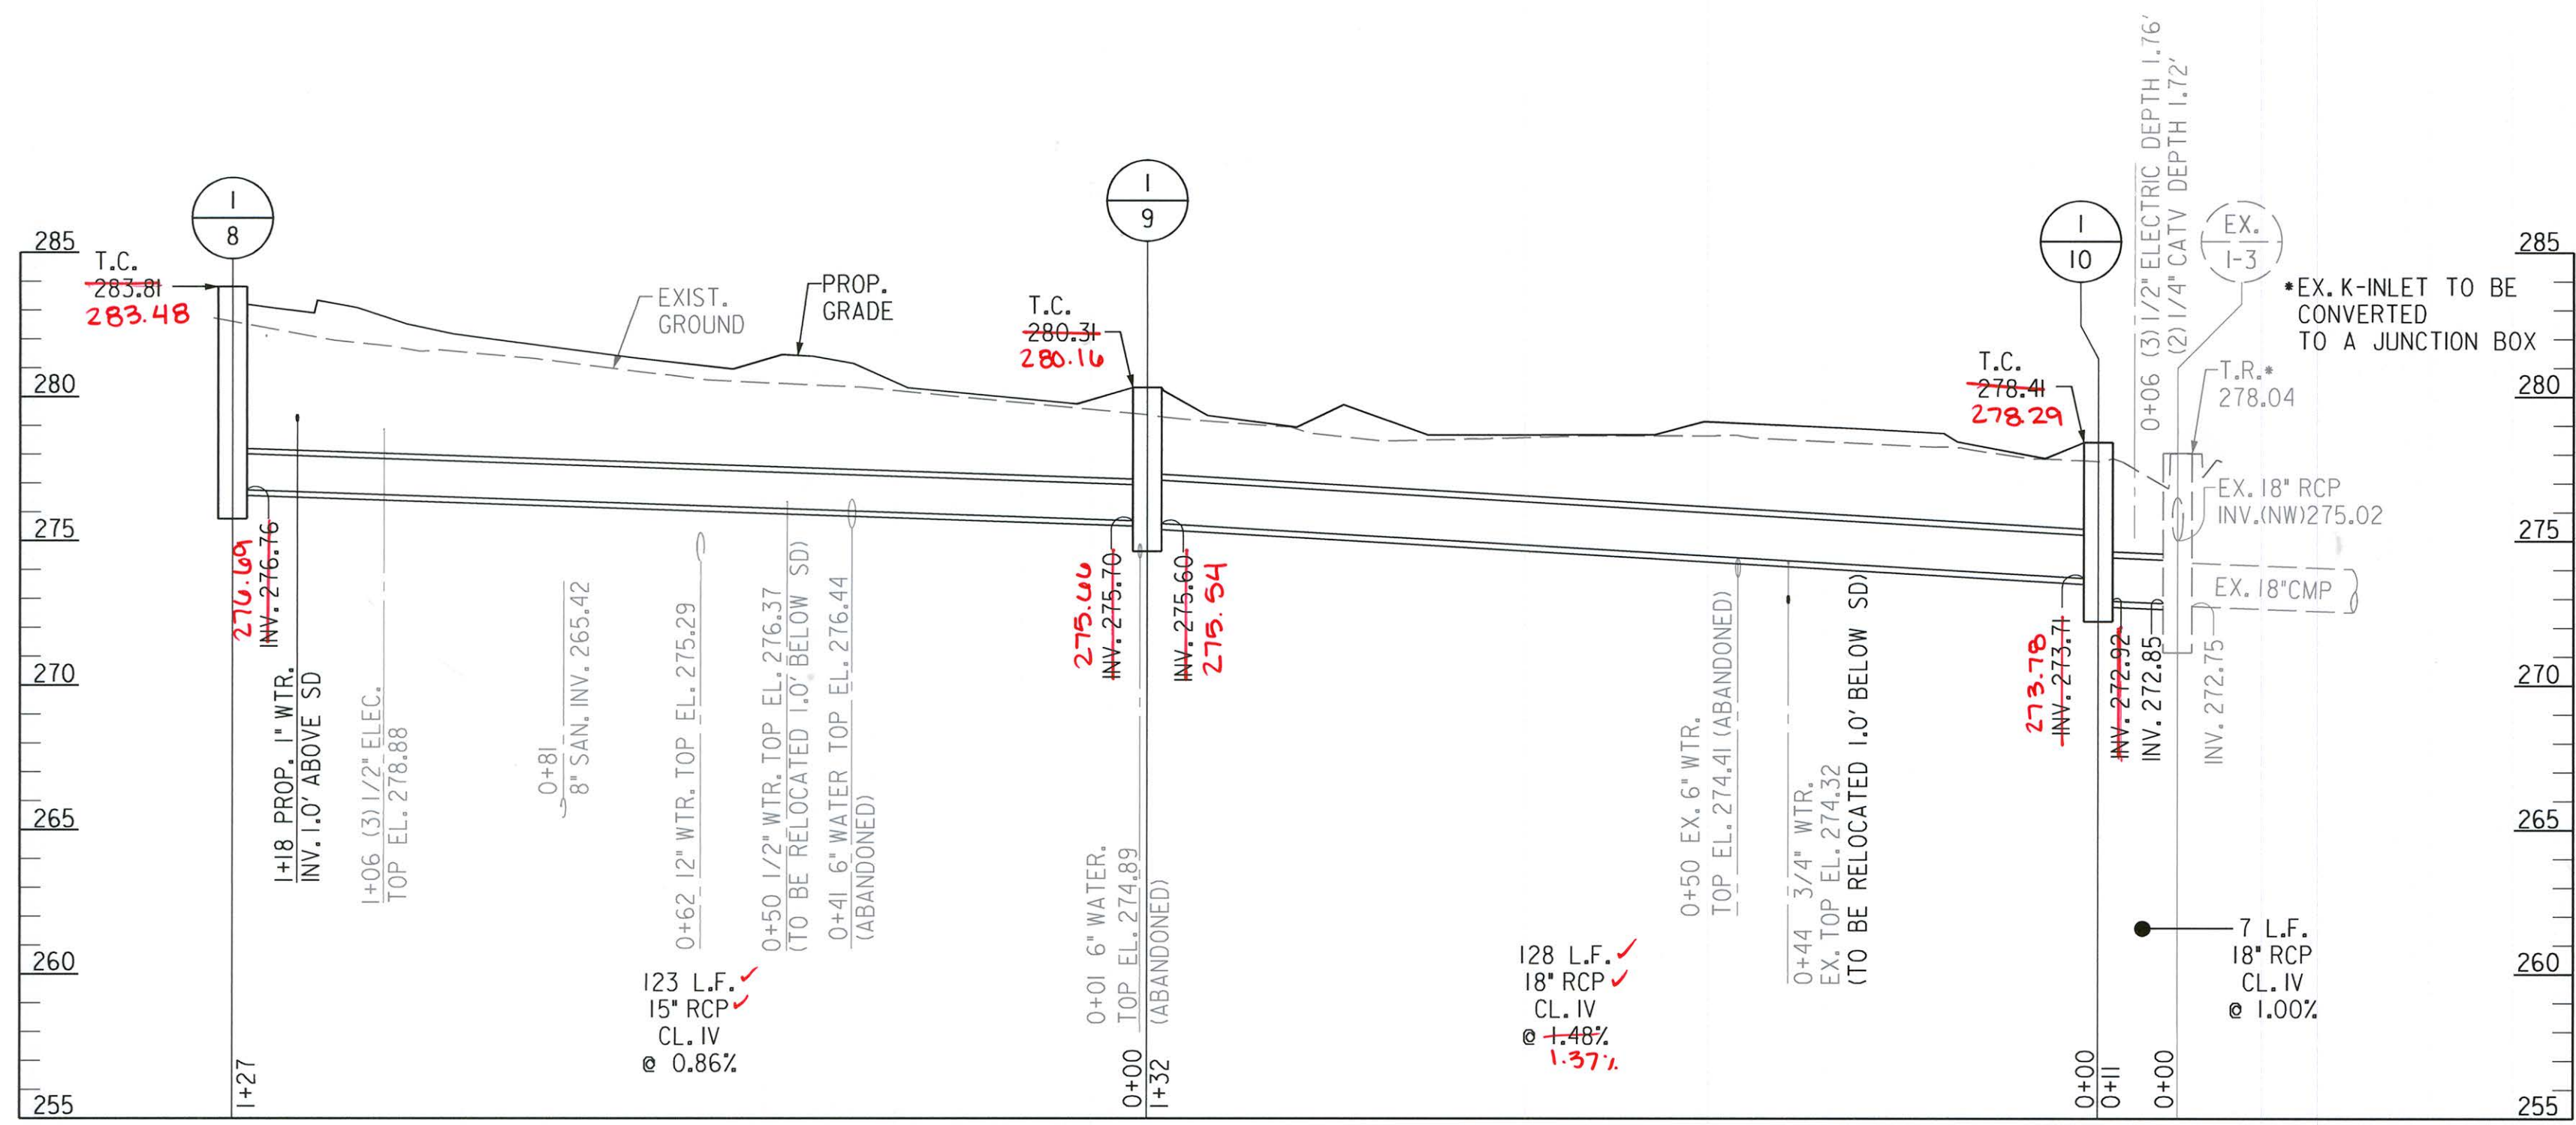 I
8
I
9
I
10
EX.
I-3
285
280
275
270
265
260
255
T.C.
283.81
283.48
EXIST.
GROUND
PROP.
GRADE
T.C.
280.31
280.16
T.C.
278.41
278.29
0+06 (3) 1/2" ELECTRIC DEPTH 1.76'
(2) 1/4" CATV DEPTH 1.72'
*EX. K-INLET TO BE
CONVERTED
TO A JUNCTION BOX
T.R.*
278.04
EX. 18" RCP
INV.(NW)275.02
EX. 18"CMP
276.69
INV. 276.76
1+18 PROP. 1" WTR.
INV. 1.0' ABOVE SD
1+06 (3) 1/2" ELEC.
TOP EL. 278.88
0+81
8" SAN. INV. 265.42
0+62 12" WTR. TOP EL. 275.29
0+50 1/2" WTR. TOP EL. 276.37
(TO BE RELOCATED 1.0' BELOW SD)
0+41 6" WATER TOP EL. 276.44
(ABANDONED)
275.66
INV. 275.70
INV. 275.60
275.54
0+01 6" WATER.
TOP EL. 274.89
(ABANDONED)
0+50 EX. 6" WTR.
TOP EL. 274.41 (ABANDONED)
0+44 3/4" WTR.
EX. TOP EL. 274.32
(TO BE RELOCATED 1.0' BELOW SD)
273.78
INV. 273.71
INV. 272.92
INV. 272.85
INV. 272.75
123 L.F. ✓
15" RCP ✓
CL. IV
@ 0.86%
128 L.F. ✓
18" RCP ✓
CL. IV
@ 1.48%
1.37%
7 L.F.
18" RCP
CL. IV
@ 1.00%
1+27
0+00
1+32
0+00
0+11
0+00
285
280
275
270
265
260
255